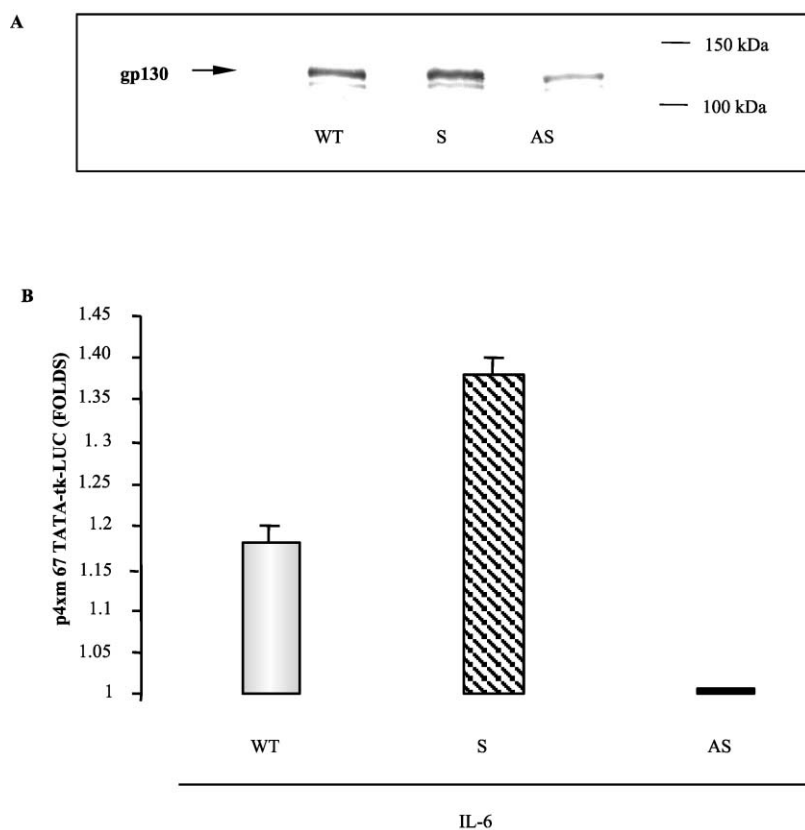 A
gp130
150 kDa
100 kDa
WT S AS
B
p4xm 67 TATA-tk-LUC (FOLDS)
1.45
1.40
1.35
1. 3
1.25
1.2
1.15
1.1
1.05
1
WT S AS
IL-6